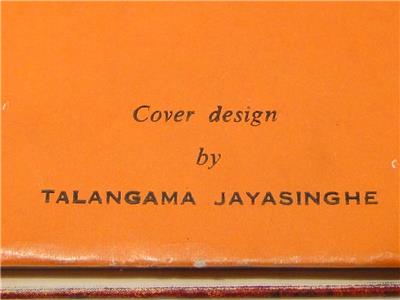 Cover design
by
TALANGAMA JAYASINGHE